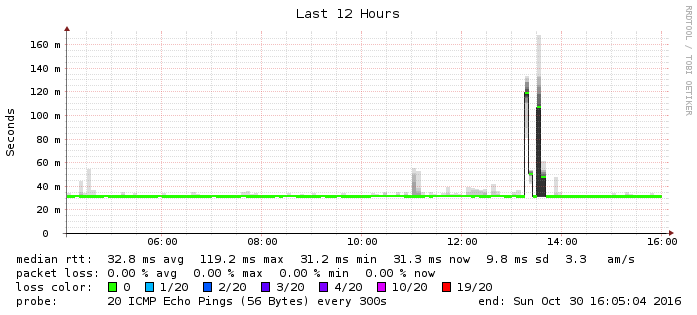 Last 12 Hours
RRDTOOL / TOBI OETIKER
Seconds
160 m
140 m
120 m
100 m
80 m
60 m
40 m
20 m
0
06:00 08:00 10:00 12:00 14:00 16:00
median rtt: 32.8 ms avg 119.2 ms max 31.2 ms min 31.3 ms now 9.8 ms sd 3.3 am/s
packet loss: 0.00 % avg 0.00 % max 0.00 % min 0.00 % now
loss color: 0 1/20 2/20 3/20 4/20 10/20 19/20
probe: 20 ICMP Echo Pings (56 Bytes) every 300s end: Sun Oct 30 16:05:04 2016